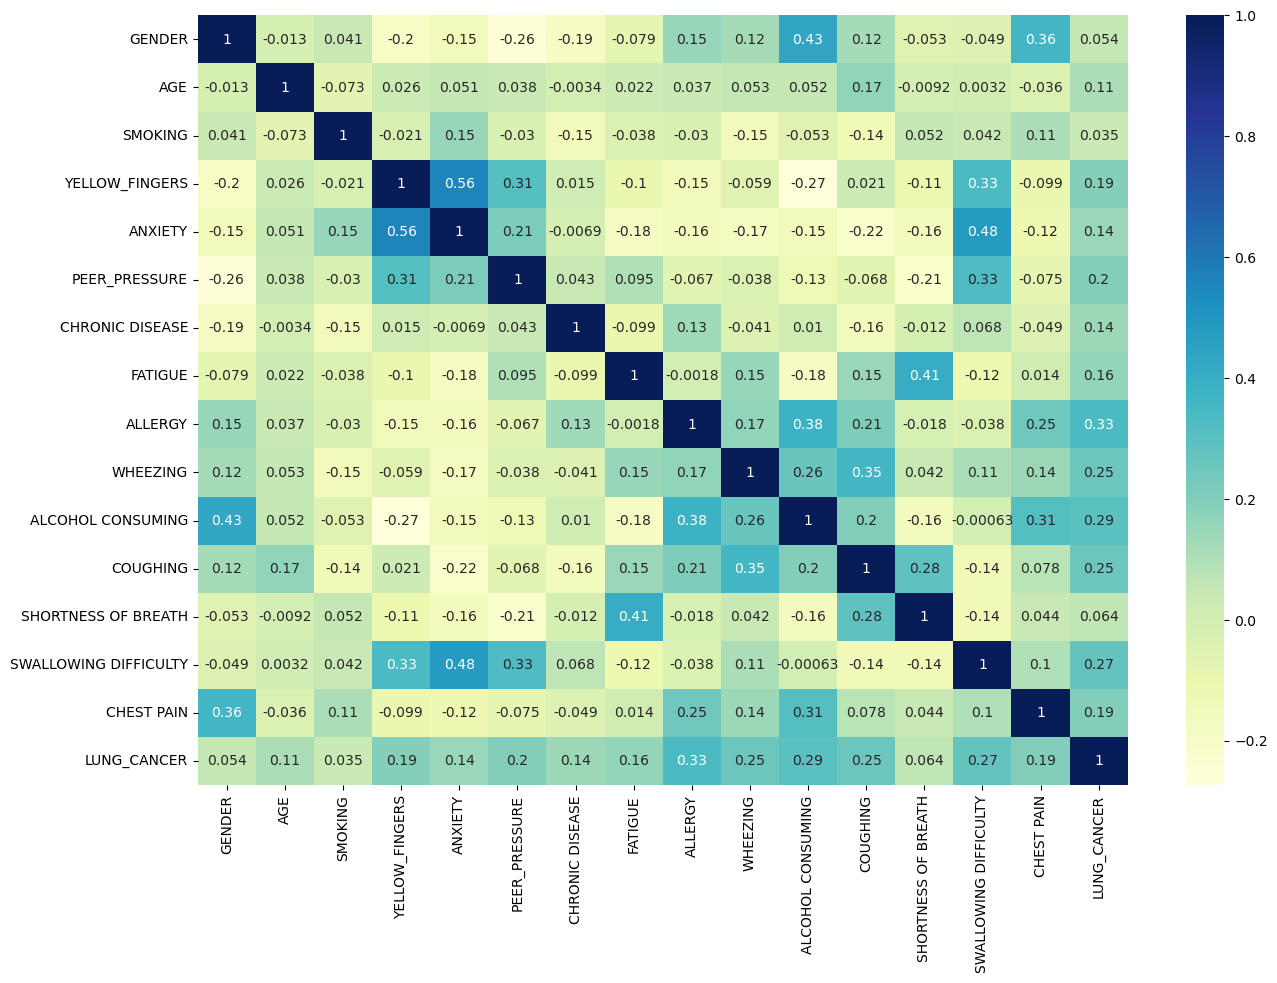 GENDER 1 -0.013 0.041 -0.2 -0.15 -0.26 -0.19 -0.079 0.15 0.12 0.43 0.12 -0.053 -0.049 0.36 0.054
AGE -0.013 1 -0.073 0.026 0.051 0.038 -0.0034 0.022 0.037 0.053 0.052 0.17 -0.0092 0.0032 -0.036 0.11
SMOKING 0.041 -0.073 1 -0.021 0.15 -0.03 -0.15 -0.038 -0.03 -0.15 -0.053 -0.14 0.052 0.042 0.11 0.035
YELLOW_FINGERS -0.2 0.026 -0.021 1 0.56 0.31 0.015 -0.1 -0.15 -0.059 -0.27 0.021 -0.11 0.33 -0.099 0.19
ANXIETY -0.15 0.051 0.15 0.56 1 0.21 -0.0069 -0.18 -0.16 -0.17 -0.15 -0.22 -0.16 0.48 -0.12 0.14
PEER_PRESSURE -0.26 0.038 -0.03 0.31 0.21 1 0.043 0.095 -0.067 -0.038 -0.13 -0.068 -0.21 0.33 -0.075 0.2
CHRONIC DISEASE -0.19 -0.0034 -0.15 0.015 -0.0069 0.043 1 -0.099 0.13 -0.041 0.01 -0.16 -0.012 0.068 -0.049 0.14
FATIGUE -0.079 0.022 -0.038 -0.1 -0.18 0.095 -0.099 1 -0.0018 0.15 -0.18 0.15 0.41 -0.12 0.014 0.16
ALLERGY 0.15 0.037 -0.03 -0.15 -0.16 -0.067 0.13 -0.0018 1 0.17 0.38 0.21 -0.018 -0.038 0.25 0.33
WHEEZING 0.12 0.053 -0.15 -0.059 -0.17 -0.038 -0.041 0.15 0.17 1 0.26 0.35 0.042 0.11 0.14 0.25
ALCOHOL CONSUMING 0.43 0.052 -0.053 -0.27 -0.15 -0.13 0.01 -0.18 0.38 0.26 1 0.2 -0.16 -0.00063 0.31 0.29
COUGHING 0.12 0.17 -0.14 0.021 -0.22 -0.068 -0.16 0.15 0.21 0.35 0.2 1 0.28 -0.14 0.078 0.25
SHORTNESS OF BREATH -0.053 -0.0092 0.052 -0.11 -0.16 -0.21 -0.012 0.41 -0.018 0.042 -0.16 0.28 1 -0.14 0.044 0.064
SWALLOWING DIFFICULTY -0.049 0.0032 0.042 0.33 0.48 0.33 0.068 -0.12 -0.038 0.11 -0.00063 -0.14 -0.14 1 0.1 0.27
CHEST PAIN 0.36 -0.036 0.11 -0.099 -0.12 -0.075 -0.049 0.014 0.25 0.14 0.31 0.078 0.044 0.1 1 0.19
LUNG_CANCER 0.054 0.11 0.035 0.19 0.14 0.2 0.14 0.16 0.33 0.25 0.29 0.25 0.064 0.27 0.19 1
GENDER
AGE
SMOKING
YELLOW_FINGERS
ANXIETY
PEER_PRESSURE
CHRONIC DISEASE
FATIGUE
ALLERGY
WHEEZING
ALCOHOL CONSUMING
COUGHING
SHORTNESS OF BREATH
SWALLOWING DIFFICULTY
CHEST PAIN
LUNG_CANCER
1.0
0.8
0.6
0.4
0.2
0.0
−0.2